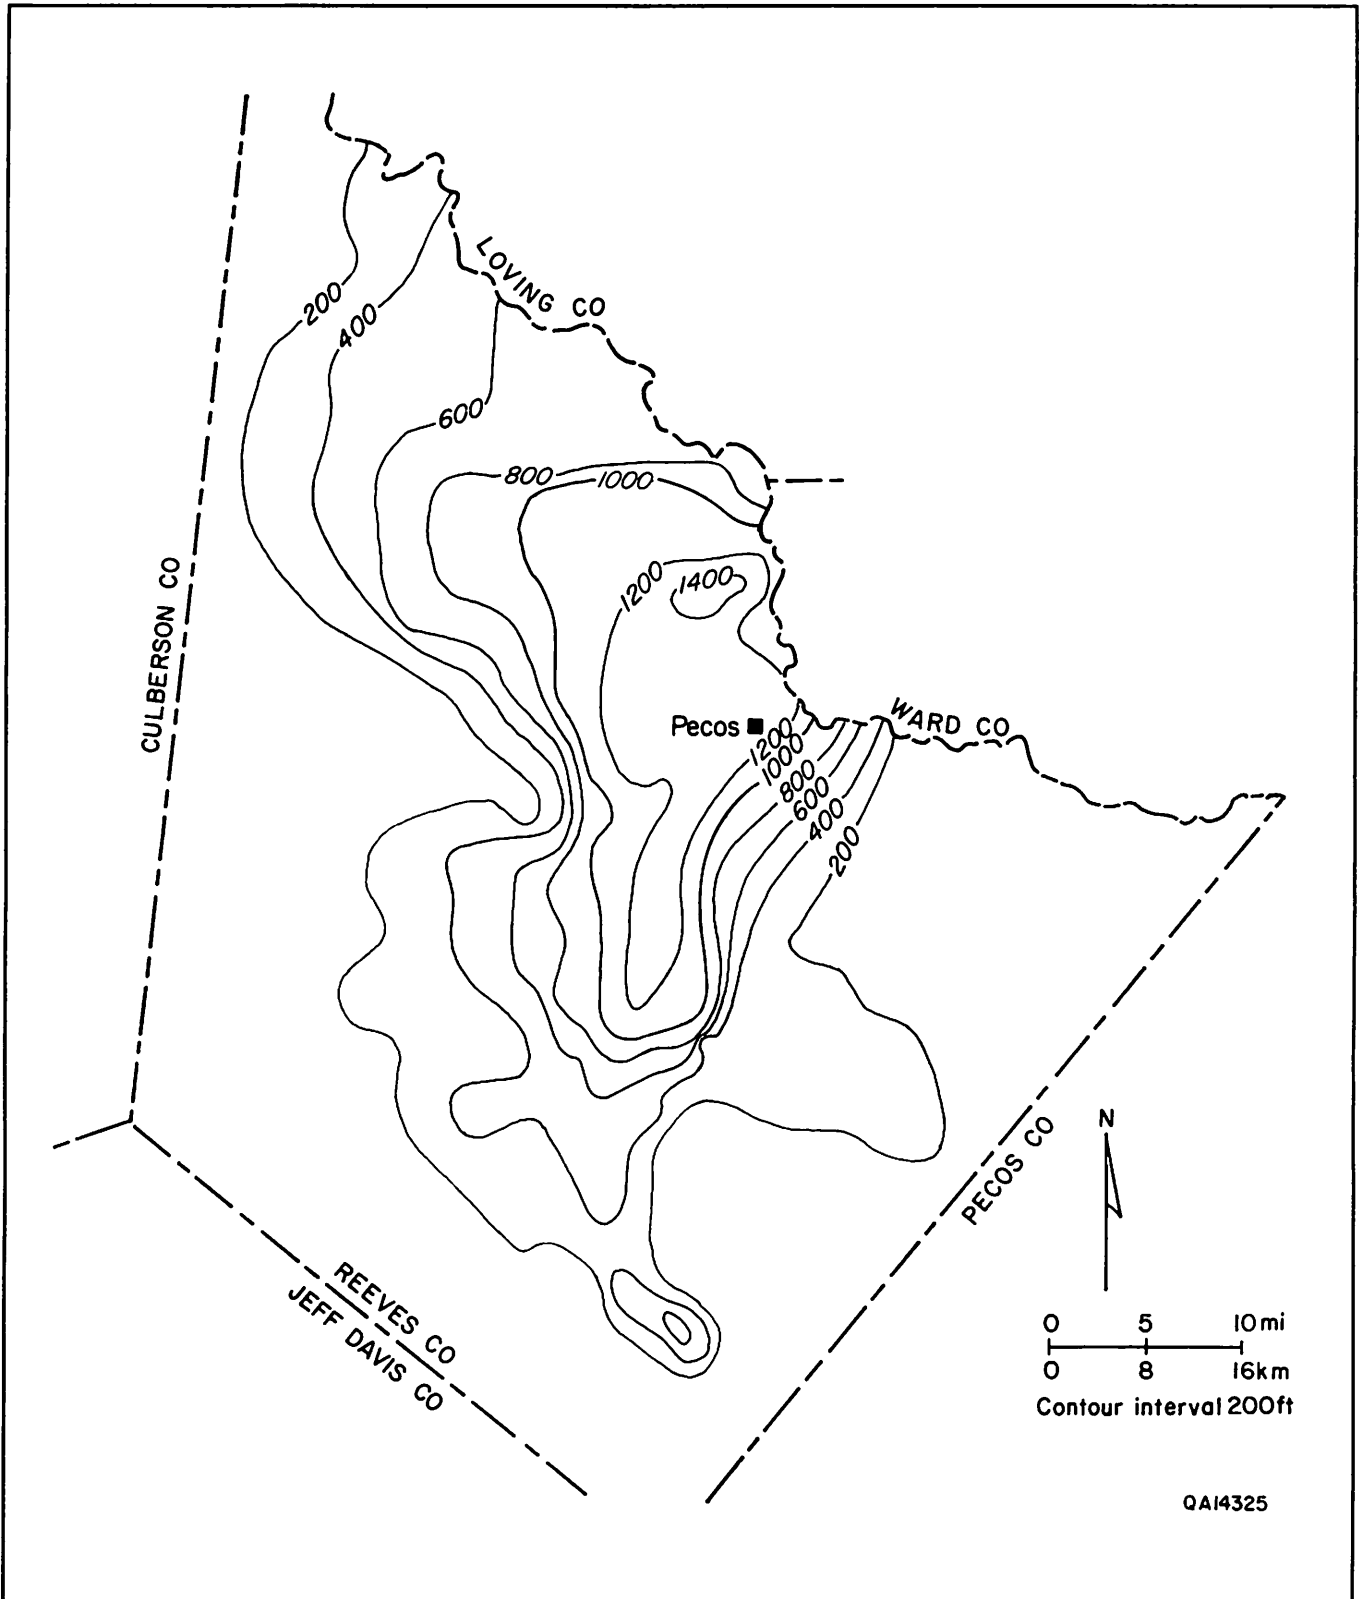 LOVING CO
200
400
600
800
1000
1200
1400
CULBERSON CO
Pecos
WARD CO
1200
1000
800
600
400
200
N
PECOS CO
REEVES CO
JEFF DAVIS CO
0 5 10 mi
0 8 16 km
Contour interval 200 ft
QA14325